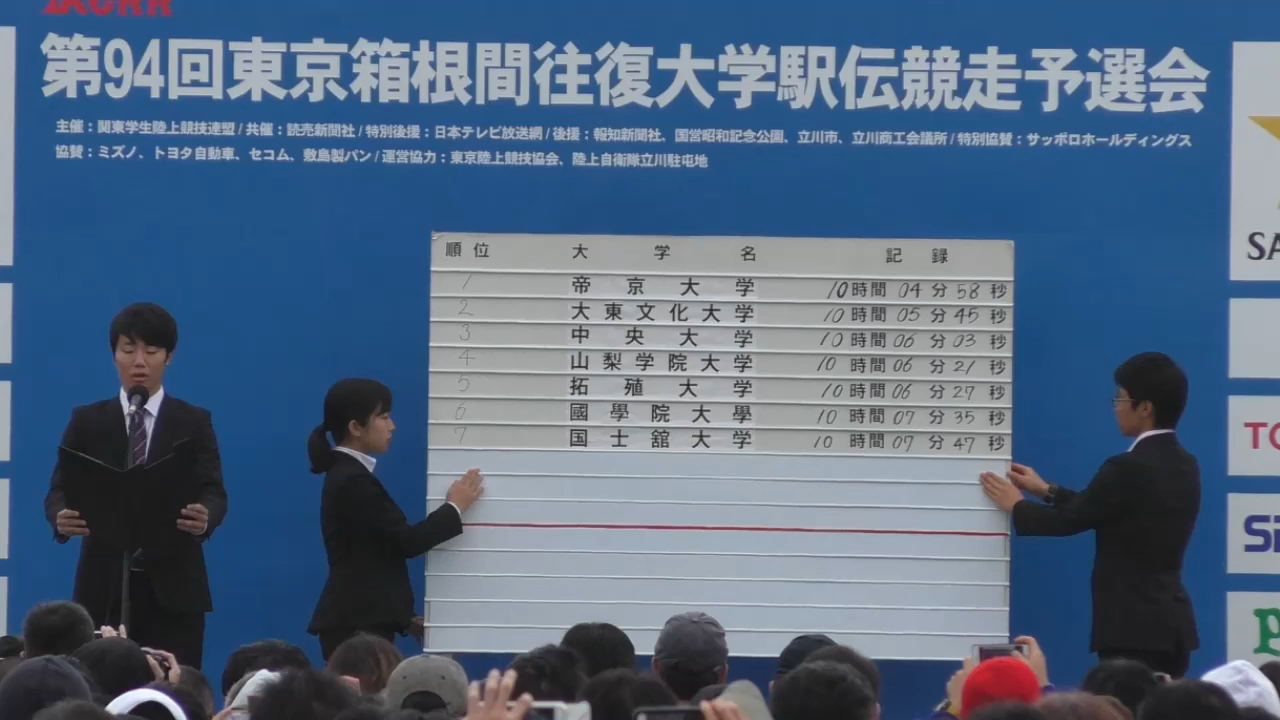 第94回東京箱根間往復大学駅伝競走予選会
主催：関東学生陸上競技連盟 / 共催：読売新聞社 / 特別後援：日本テレビ放送網 / 後援：報知新聞社、国営昭和記念公園、立川市、立川商工会議所 / 特別協賛：サッポロホールディングス
協賛：ミズノ、トヨタ自動車、セコム、敷島製パン / 運営協力：東京陸上競技協会、陸上自衛隊立川駐屯地
順位 大学名 記録
1 帝京大学 10時間04分58秒
2 大東文化大学 10時間05分45秒
3 中央大学 10時間06分03秒
4 山梨学院大学 10時間06分21秒
5 拓殖大学 10時間06分27秒
6 國學院大學 10時間07分35秒
7 国士舘大学 10時間07分47秒
SA
TO